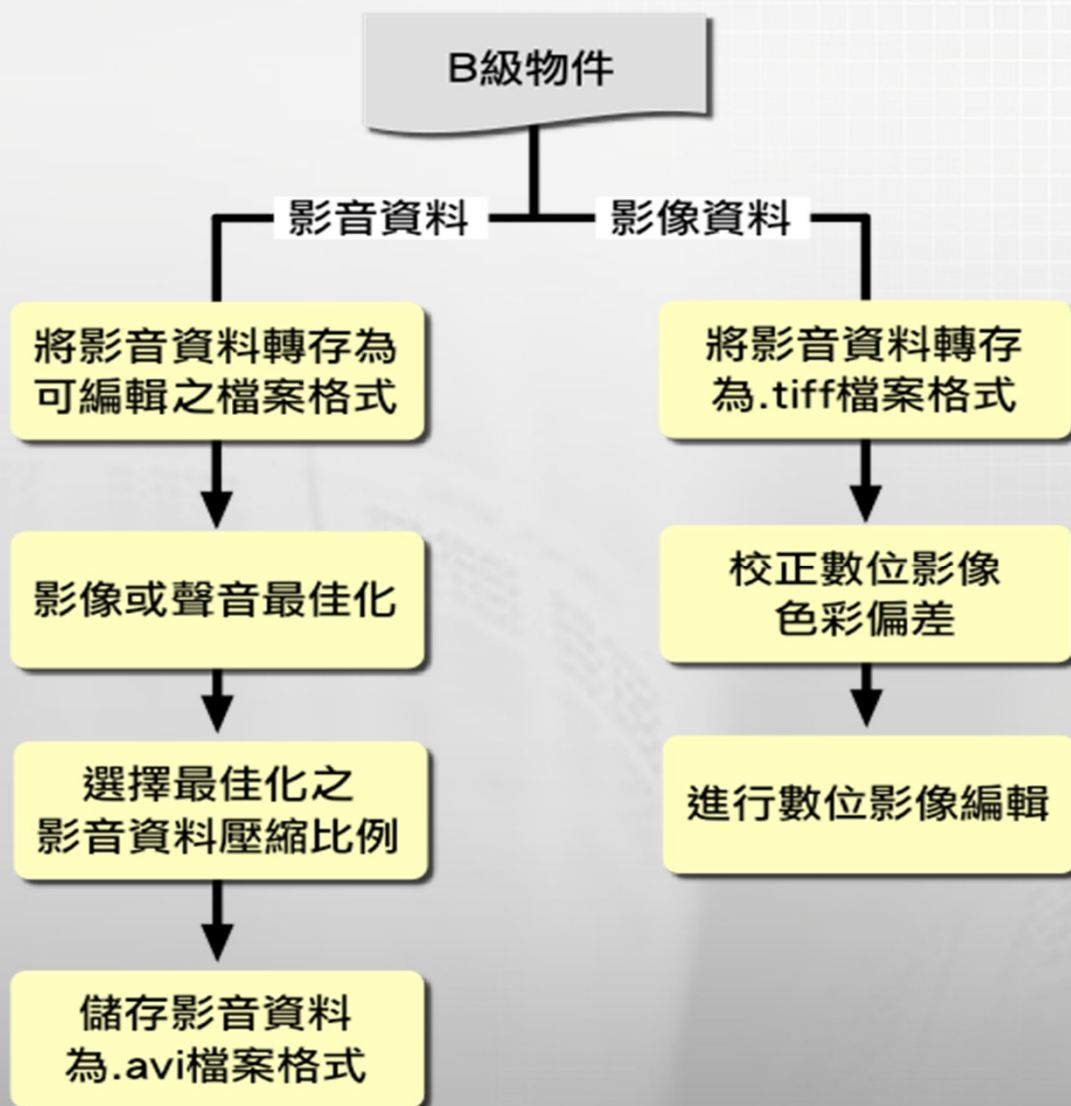 B級物件
影音資料
影像資料
將影音資料轉存為
可編輯之檔案格式
影像或聲音最佳化
選擇最佳化之
影音資料壓縮比例
儲存影音資料
為.avi檔案格式
將影音資料轉存
為.tiff檔案格式
校正數位影像
色彩偏差
進行數位影像編輯